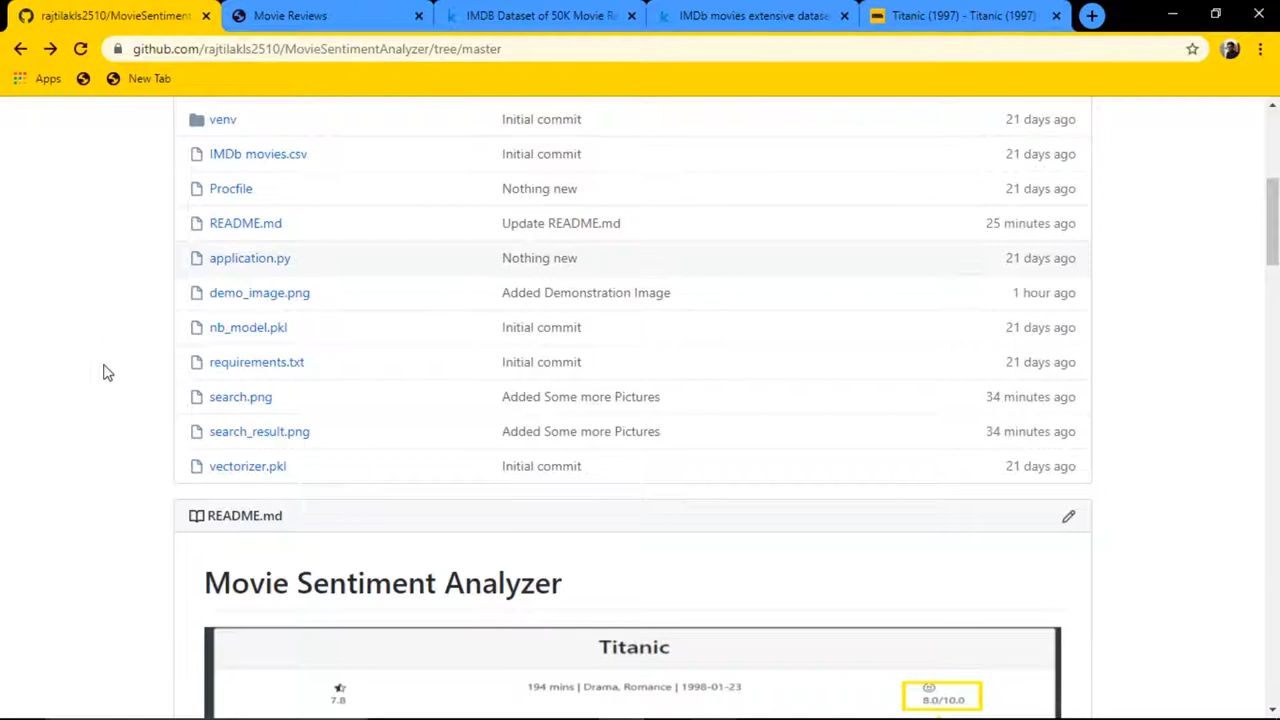 rajtilakls2510/MovieSentiment
Movie Reviews
IMDB Dataset of 50K Movie R
IMDb movies extensive datase
Titanic (1997) - Titanic (1997)
github.com/rajtilakls2510/MovieSentimentAnalyzer/tree/master
Apps
New Tab
venv Initial commit 21 days ago
IMDb movies.csv Initial commit 21 days ago
Procfile Nothing new 21 days ago
README.md Update README.md 25 minutes ago
application.py Nothing new 21 days ago
demo_image.png Added Demonstration Image 1 hour ago
nb_model.pkl Initial commit 21 days ago
requirements.txt Initial commit 21 days ago
search.png Added Some more Pictures 34 minutes ago
search_result.png Added Some more Pictures 34 minutes ago
vectorizer.pkl Initial commit 21 days ago
README.md
Movie Sentiment Analyzer
Titanic
194 mins | Drama, Romance | 1998-01-23
7.8 8.0/10.0